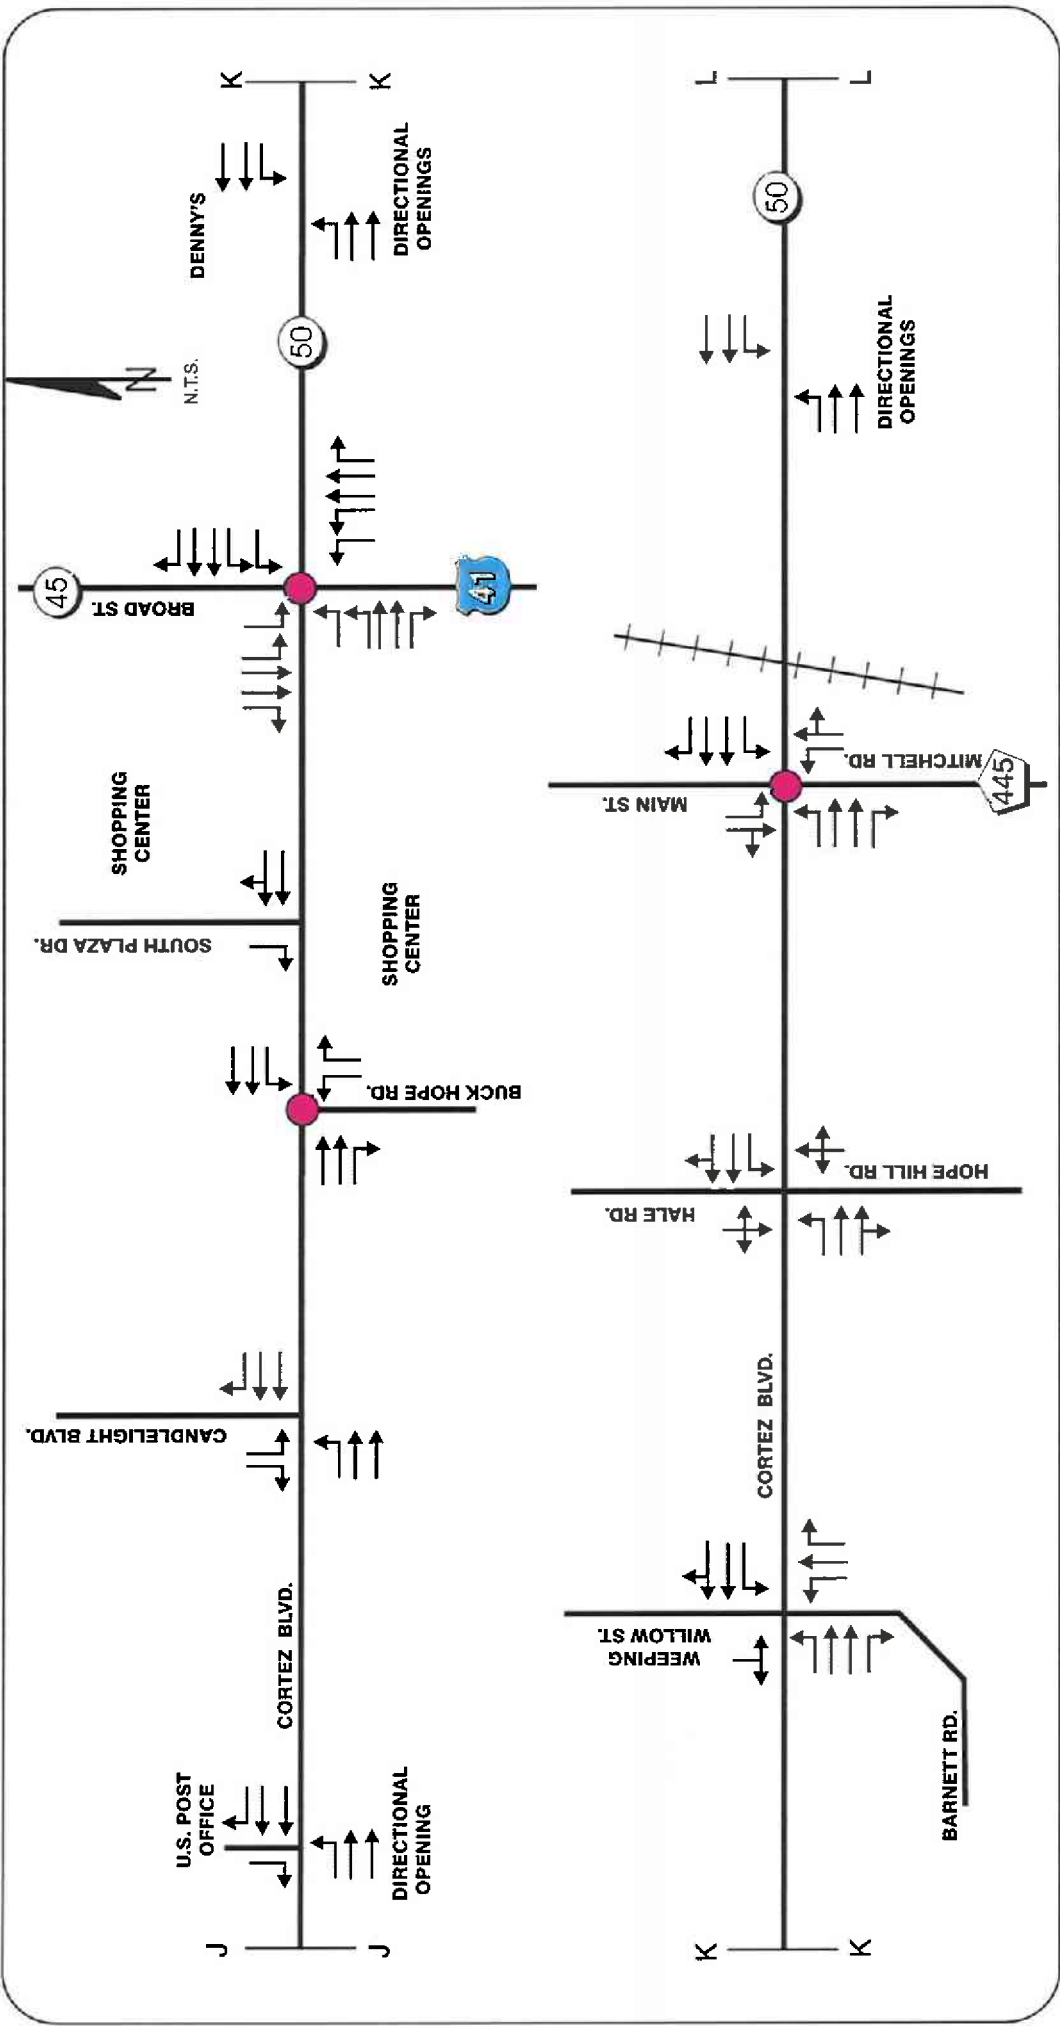 N
N.T.S.
J
J
U.S. POST
OFFICE
DIRECTIONAL
OPENING
CORTEZ BLVD.
CANDLELIGHT BLVD.
BUCK HOPE RD.
SOUTH PLAZA DR.
SHOPPING
CENTER
SHOPPING
CENTER
BROAD ST.
45
41
50
DENNY'S
DIRECTIONAL
OPENINGS
K
K
K
K
BARNETT RD.
WEEPING
WILLOW ST.
CORTEZ BLVD.
HALE RD.
HOPE HILL RD.
MAIN ST.
MITCHELL RD.
445
DIRECTIONAL
OPENINGS
50
L
L